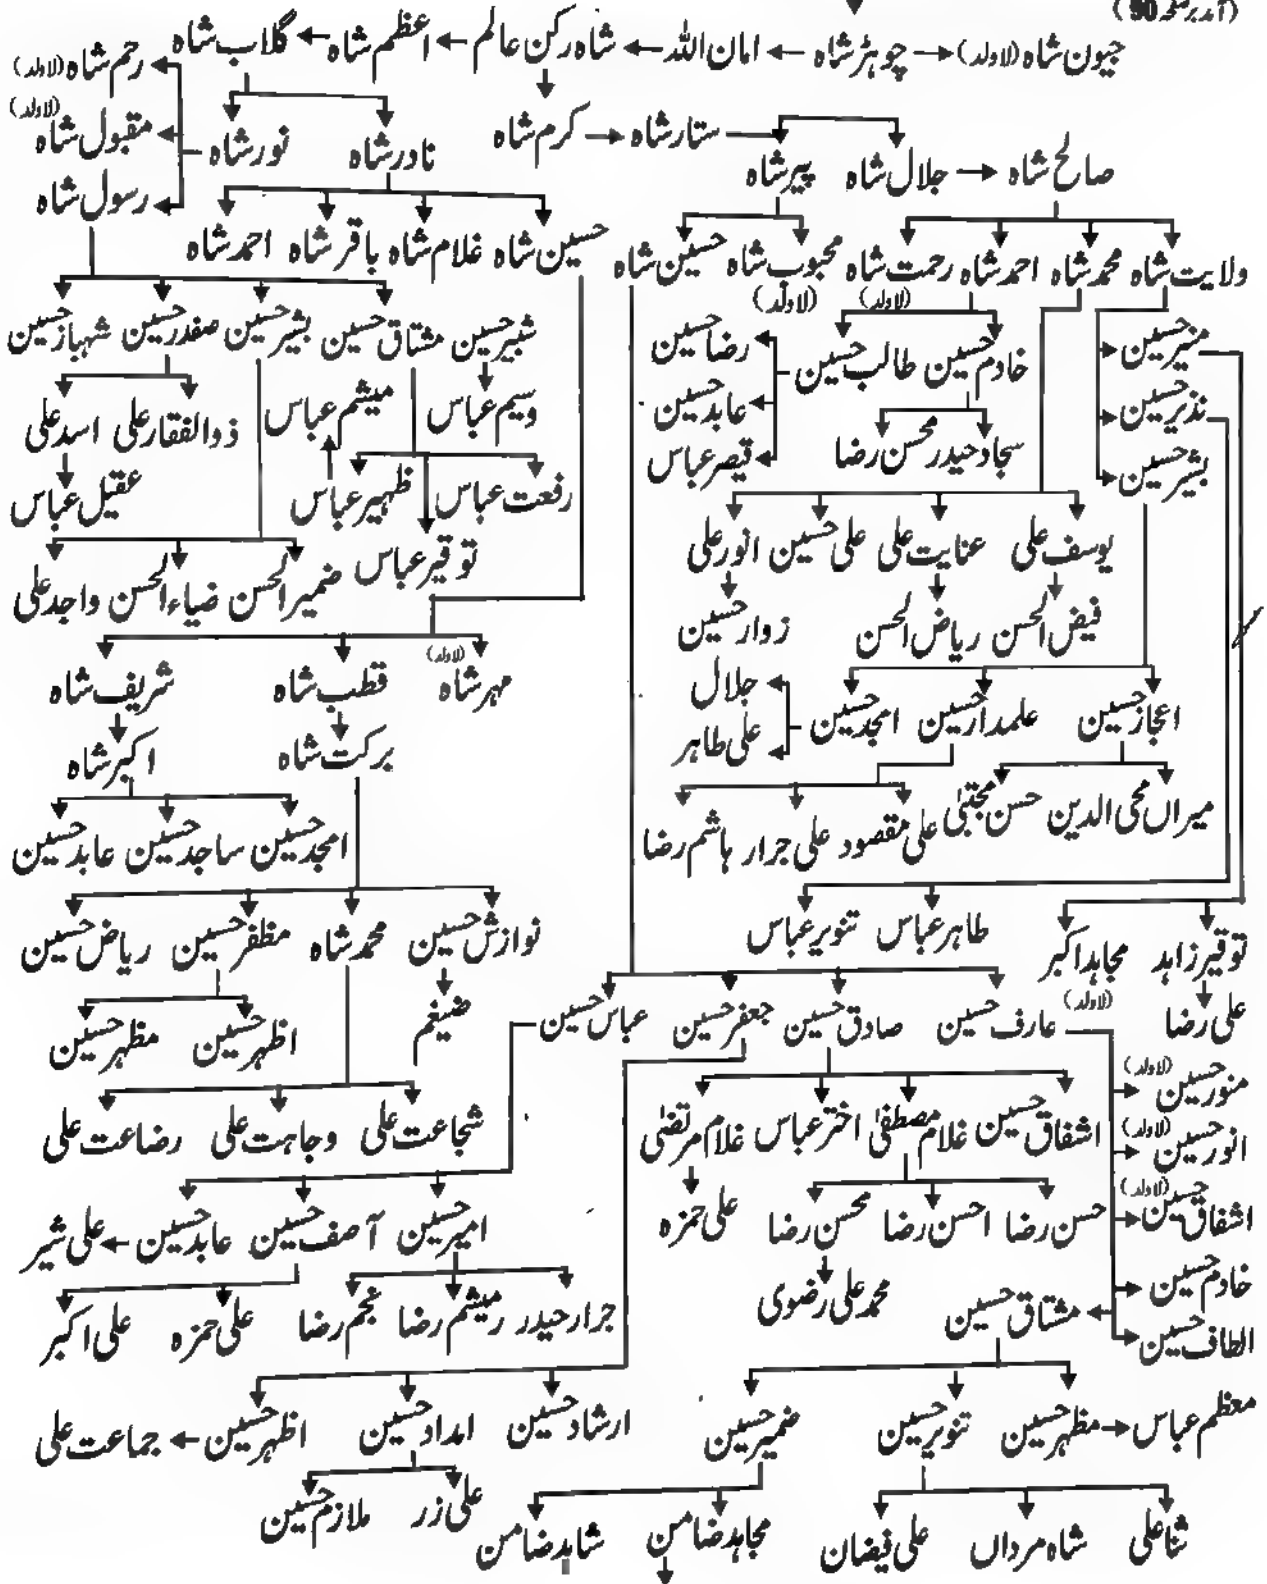 (آمد بر صفحہ 90)
جیون شاہ (لاولد) چوہڑ شاہ امان اللہ شاہ رکن عالم اعظم شاہ گلاب شاہ
رحم شاہ (لاولد)
مقبول شاہ (لاولد)
رسول شاہ
نور شاہ نادر شاہ
کرم شاہ ستار شاہ
پیر شاہ جلال شاہ صالح شاہ
ولایت شاہ محمد شاہ احمد شاہ رحمت شاہ (لاولد) محبوب شاہ (لاولد) حسین شاہ
حسین شاہ غلام شاہ باقر شاہ احمد شاہ
منیر حسین
نذیر حسین
بشیر حسین
خادم حسین طالب حسین
رضا حسین
عابد حسین
قیصر عباس
سجاد حیدر محسن رضا
شبیر حسین مشتاق حسین بشیر حسین صفدر حسین شہباز حسین
وسیم عباس میثم عباس ذوالفقار علی اسد علی
رفعت عباس ظہیر عباس عقیل عباس
توقیر عباس
یوسف علی عنایت علی علی حسین انور علی
فیض الحسن ریاض الحسن زوار حسین
ضمیر الحسن ضیاء الحسن واجد علی
مہر شاہ (لاولد) قطب شاہ شریف شاہ
برکت شاہ اکبر شاہ
اعجاز حسین علمدار حسین امجد حسین
جلال
علی طاہر
میراں محی الدین حسن مجتبیٰ علی مقصود علی جرار ہاشم رضا
امجد حسین ساجد حسین عابد حسین
طاہر عباس تنویر عباس
توقیر زاہد مجاہد اکبر
علی رضا
نوازش حسین محمد شاہ مظفر حسین ریاض حسین
ضیغم اظہر حسین مظہر حسین
عارف حسین (لاولد) صادق حسین جعفر حسین عباس حسین
منور حسین (لاولد)
انور حسین (لاولد)
اشفاق حسین (لاولد)
خادم حسین
الطاف حسین
مشتاق حسین
شجاعت علی وجاہت علی رضاعت علی
اشفاق حسین غلام مصطفیٰ اختر عباس غلام مرتضیٰ
حسن رضا احسن رضا محسن رضا علی حمزہ
محمد علی رضوی
امیر حسین آصف حسین عابد حسین علی شیر
جرار حیدر میثم رضا نجم رضا علی حمزہ علی اکبر
معظم عباس مظہر حسین تنویر حسین ضمیر حسین
ارشاد حسین امداد حسین اظہر حسین جماعت علی
علی زر ملازم حسین
ثنا علی شاہ مرداں علی فیضان مجاہد ضامن شاہد ضامن